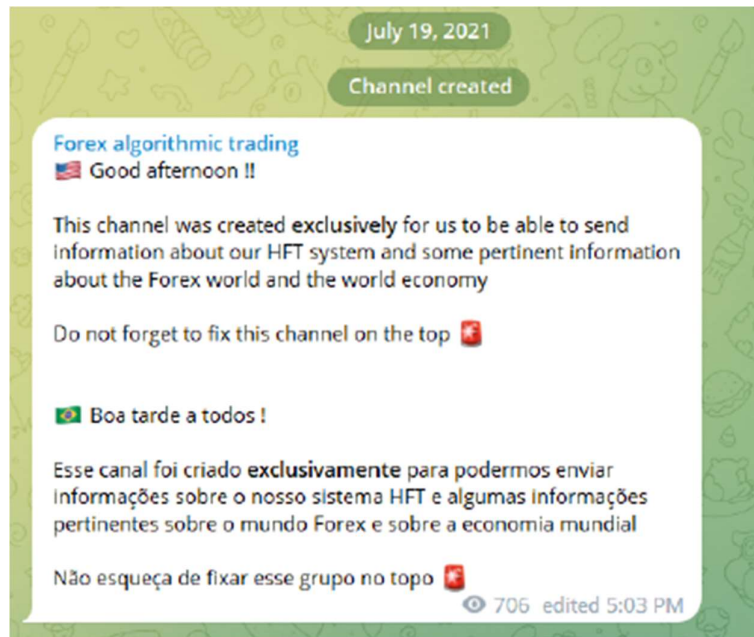 July 19, 2021
Channel created
Forex algorithmic trading
🇺🇸 Good afternoon !!
This channel was created exclusively for us to be able to send
information about our HFT system and some pertinent information
about the Forex world and the world economy
Do not forget to fix this channel on the top 🚨
🇧🇷 Boa tarde a todos !
Esse canal foi criado exclusivamente para podermos enviar
informações sobre o nosso sistema HFT e algumas informações
pertinentes sobre o mundo Forex e sobre a economia mundial
Não esqueça de fixar esse grupo no topo 🚨
706 edited 5:03 PM